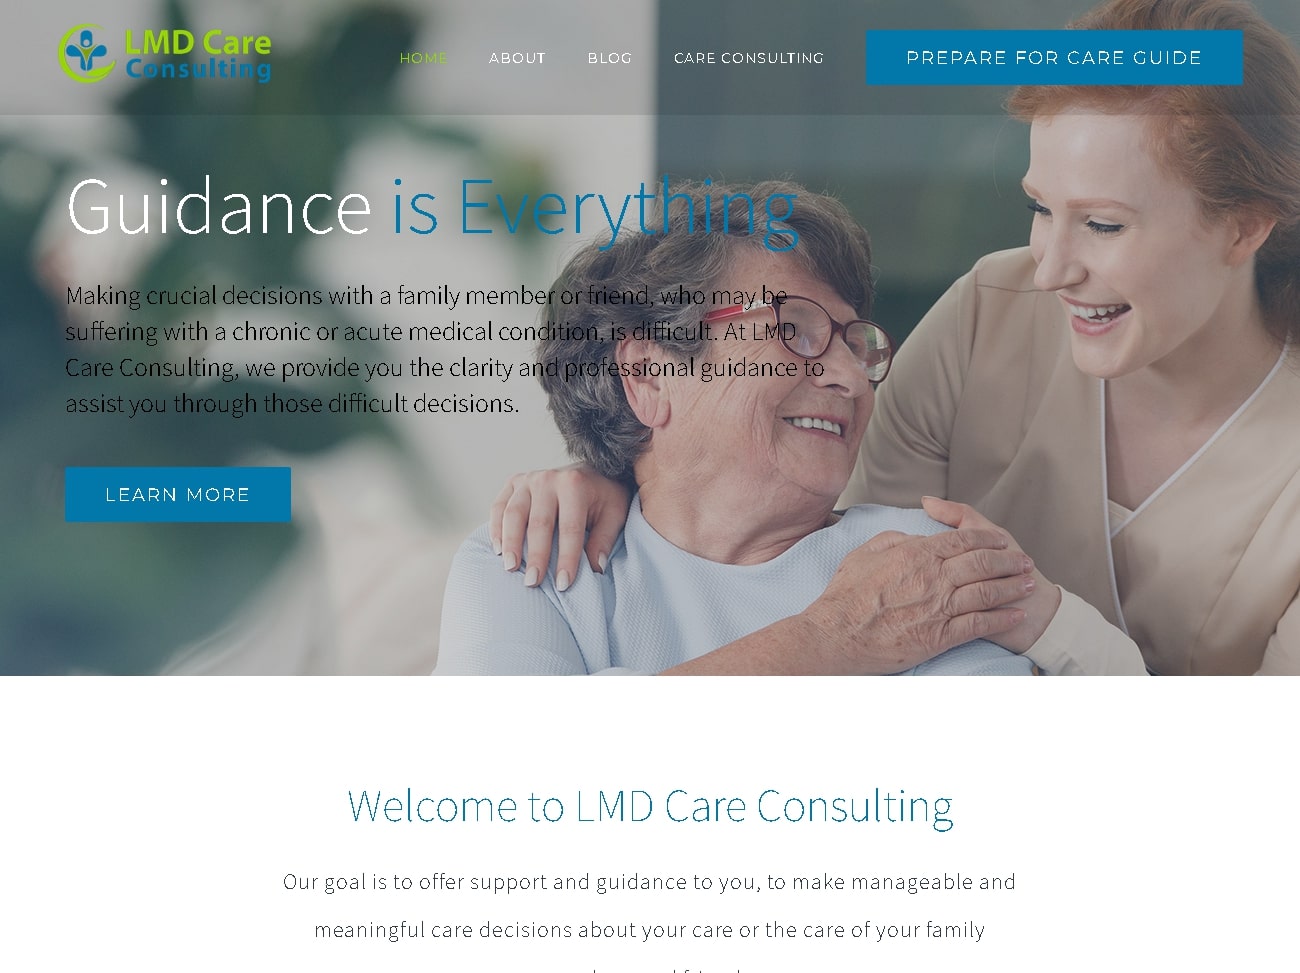 LMD Care
Consulting
HOME
ABOUT
BLOG
CARE CONSULTING
PREPARE FOR CARE GUIDE
Guidance is Everything
Making crucial decisions with a family member or friend, who may be
suffering with a chronic or acute medical condition, is difficult. At LMD
Care Consulting, we provide you the clarity and professional guidance to
assist you through those difficult decisions.
LEARN MORE
Welcome to LMD Care Consulting
Our goal is to offer support and guidance to you, to make manageable and
meaningful care decisions about your care or the care of your family